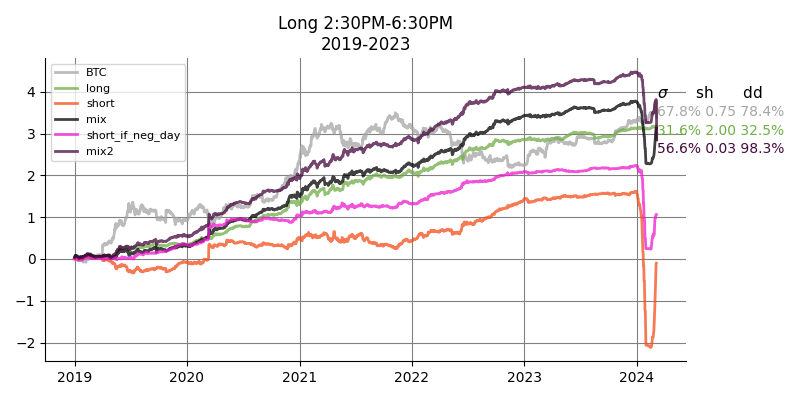 Long 2:30PM-6:30PM
2019-2023
BTC
long
short
mix
short_if_neg_day
mix2
σ sh dd
67.8% 0.75 78.4%
31.6% 2.00 32.5%
56.6% 0.03 98.3%
4
3
2
1
0
−1
−2
2019 2020 2021 2022 2023 2024